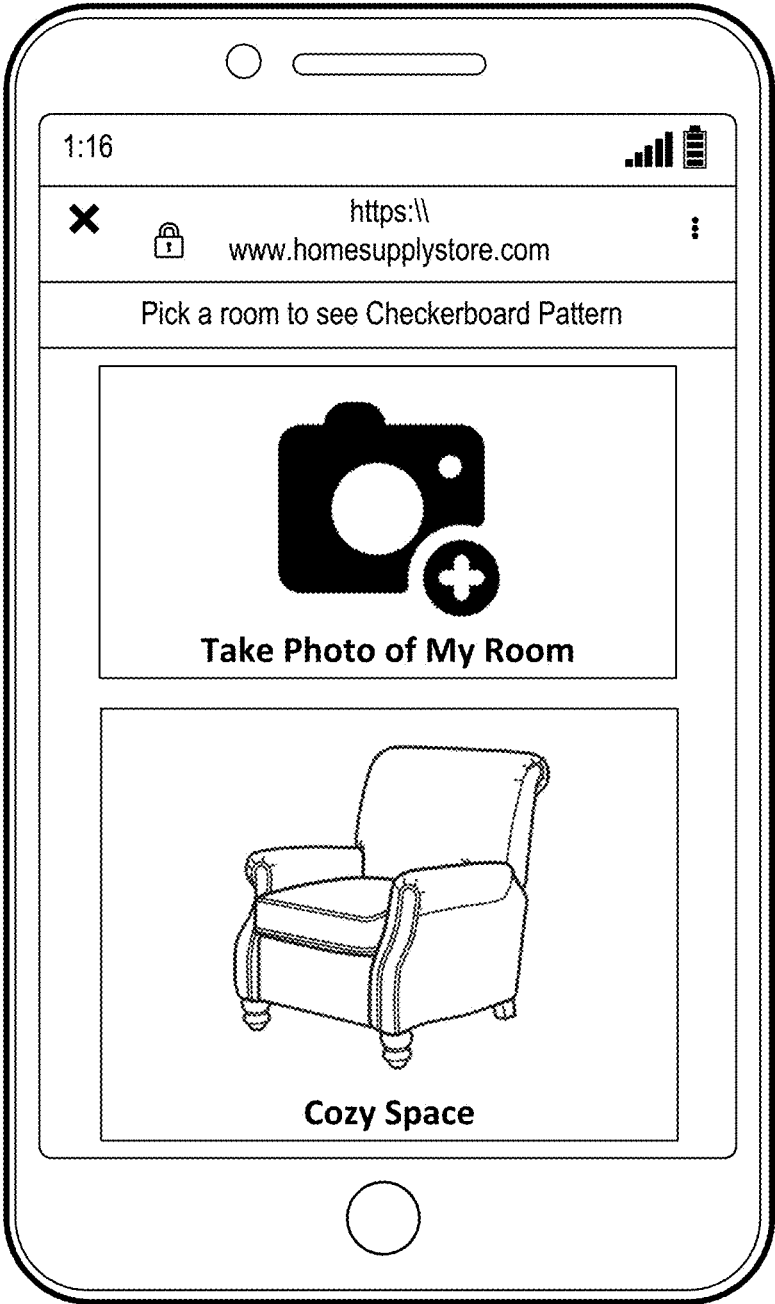 1:16
https:\\
www.homesupplystore.com
Pick a room to see Checkerboard Pattern
Take Photo of My Room
Cozy Space